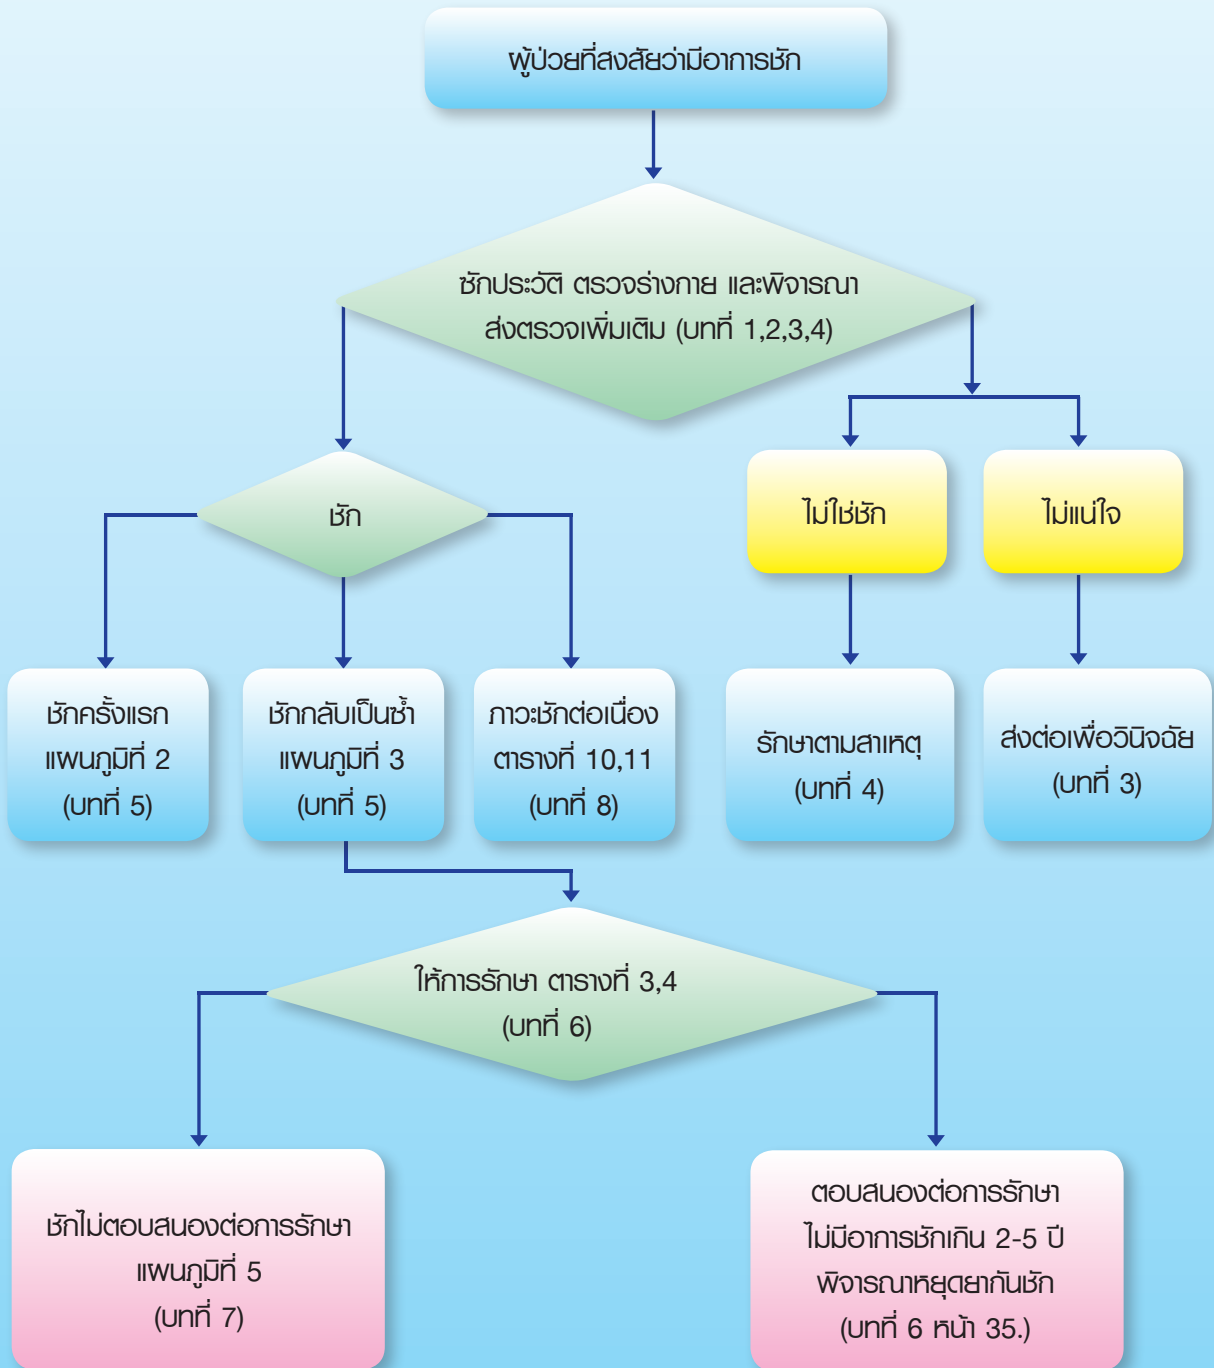 ผู้ป่วยที่สงสัยว่ามีอาการชัก
ซักประวัติ ตรวจร่างกาย และพิจารณา
ส่งตรวจเพิ่มเติม (บทที่ 1,2,3,4)
ชัก
ไม่ใช่ชัก
ไม่แน่ใจ
ชักครั้งแรก
แผนภูมิที่ 2
(บทที่ 5)
ชักกลับเป็นซ้ำ
แผนภูมิที่ 3
(บทที่ 5)
ภาวะชักต่อเนื่อง
ตารางที่ 10,11
(บทที่ 8)
รักษาตามสาเหตุ
(บทที่ 4)
ส่งต่อเพื่อวินิจฉัย
(บทที่ 3)
ให้การรักษา ตารางที่ 3,4
(บทที่ 6)
ชักไม่ตอบสนองต่อการรักษา
แผนภูมิที่ 5
(บทที่ 7)
ตอบสนองต่อการรักษา
ไม่มีอาการชักเกิน 2-5 ปี
พิจารณาหยุดยากันชัก
(บทที่ 6 หน้า 35.)